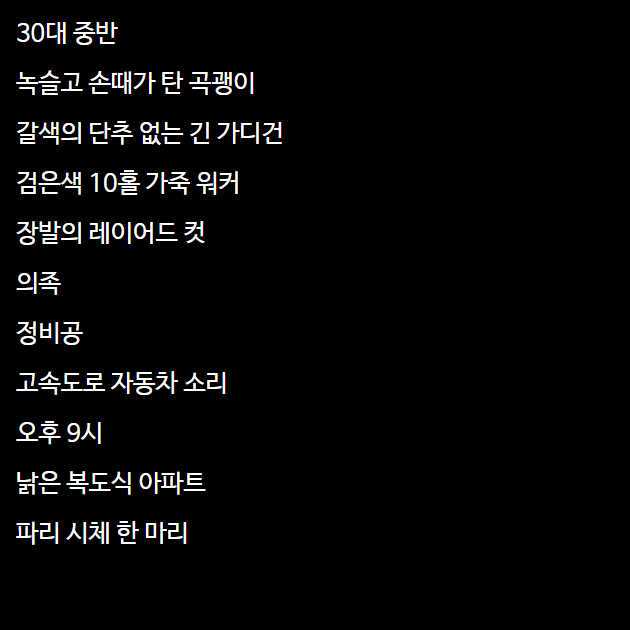 30대 중반
녹슬고 손때가 탄 곡괭이
갈색의 단추 없는 긴 가디건
검은색 10홀 가죽 워커
장발의 레이어드 컷
의족
정비공
고속도로 자동차 소리
오후 9시
낡은 복도식 아파트
파리 시체 한 마리